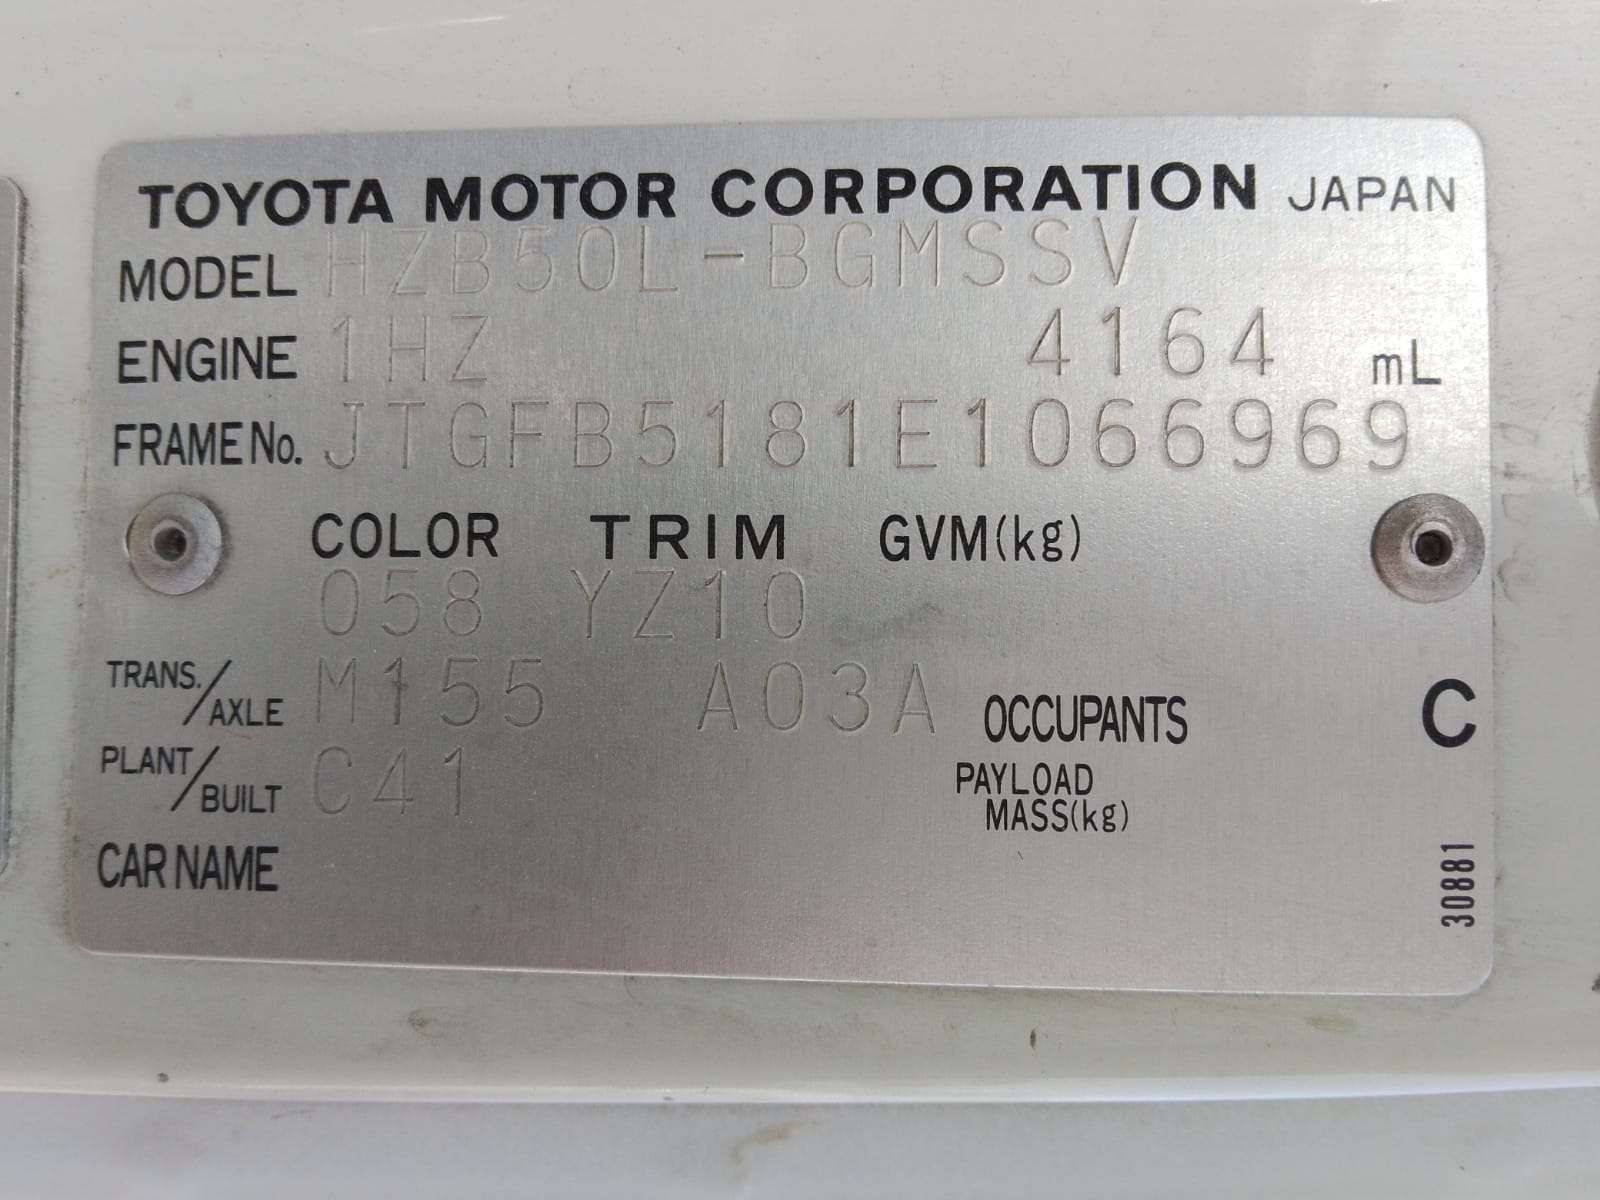 TOYOTA MOTOR CORPORATION JAPAN
MODEL HZB50L-BGMSSV
ENGINE 1HZ 4164 mL
FRAME No. JTGFB5181E1066969
COLOR TRIM GVM(kg)
058 YZ10
TRANS./AXLE M155 A03A OCCUPANTS C
PLANT/BUILT C41 PAYLOAD MASS(kg)
CAR NAME
30881